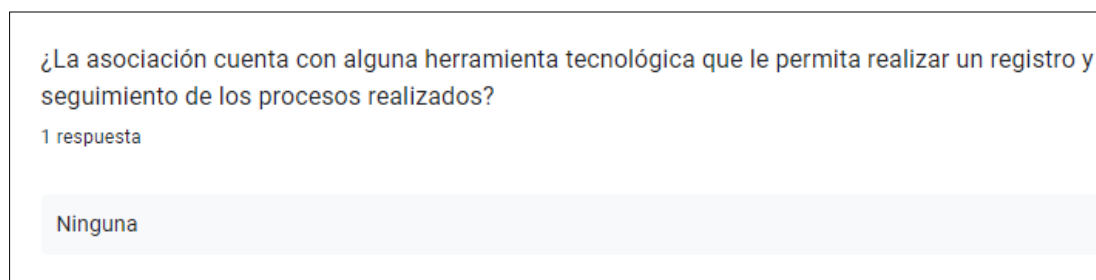 ¿La asociación cuenta con alguna herramienta tecnológica que le permita realizar un registro y
seguimiento de los procesos realizados?
1 respuesta
Ninguna